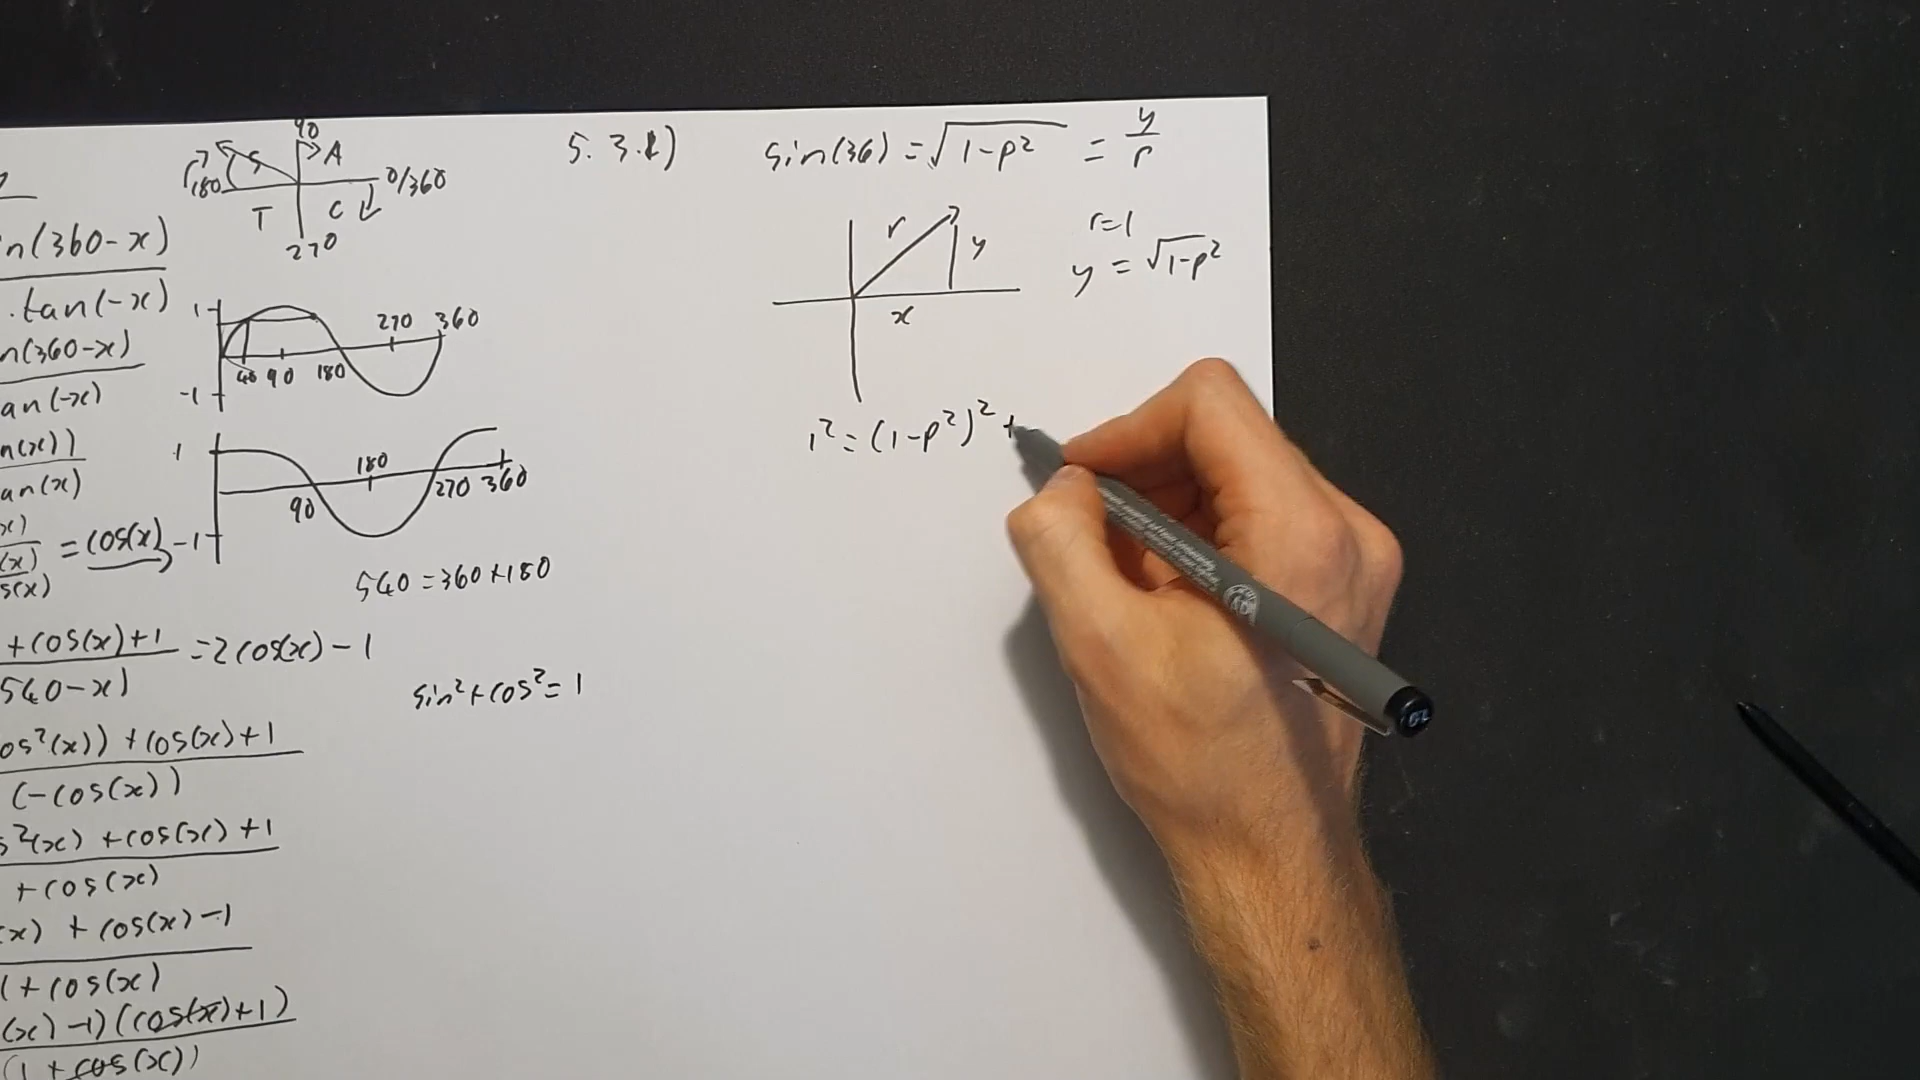 n(360-x)
.tan(-x)
n(360-x)
an(-x)
n(x))
an(x)
x)
(x)
s(x)
= cos(x)
+cos(x)+1
540-x)
=2cos(x)-1
os²(x)) + cos(x)+1
(-cos(x))
s²(x) + cos(x) +1
+cos(x)
x) + cos(x) -1
1+cos(x)
(x) -1)(cos(x)+1)
(1+cos(x))
90
S A
180 0/360
T C
270
1
270 360
40 90 180
-1
1
180
90 270 360
-1
540 = 360+180
sin²+cos²=1
5.3.1) sin(36) = √1-p² = y/r
r y
x
r=1
y = √1-p²
1² = (1-p²)² +